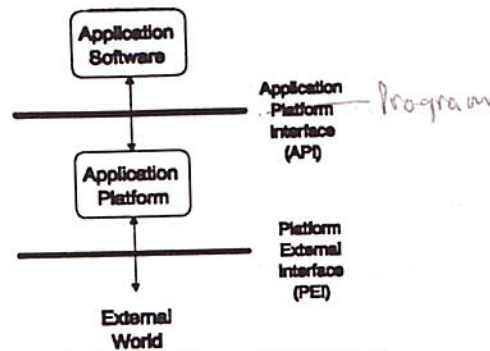 Application
Software
Application
Platform
Interface
(API)
Program
Application
Platform
Platform
External
Interface
(PEI)
External
World